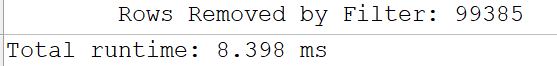 Rows Removed by Filter: 99385
Total runtime: 8.398 ms